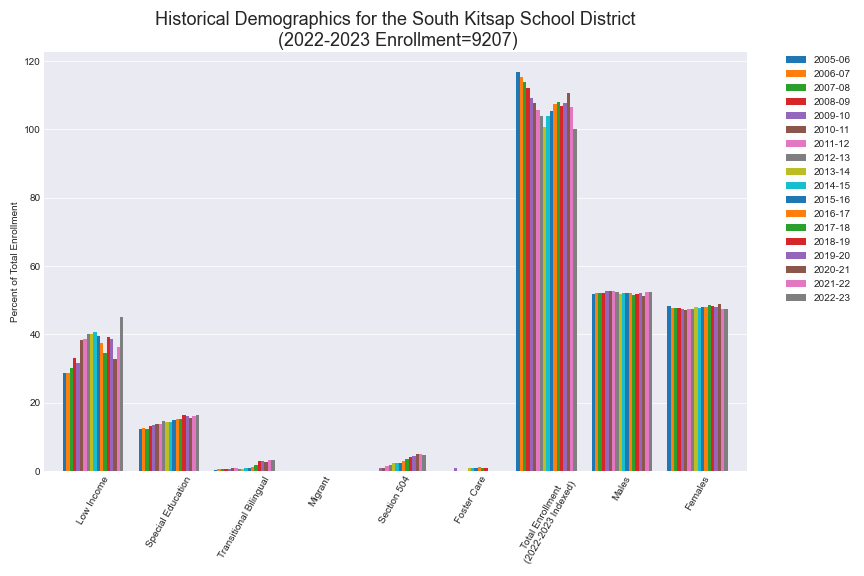 Historical Demographics for the South Kitsap School District
(2022-2023 Enrollment=9207)
120
100
80
60
40
20
0
Percent of Total Enrollment
Low Income
Special Education
Transitional Bilingual
Migrant
Section 504
Foster Care
Total Enrollment
(2022-2023 Indexed)
Males
Females
2005-06
2006-07
2007-08
2008-09
2009-10
2010-11
2011-12
2012-13
2013-14
2014-15
2015-16
2016-17
2017-18
2018-19
2019-20
2020-21
2021-22
2022-23